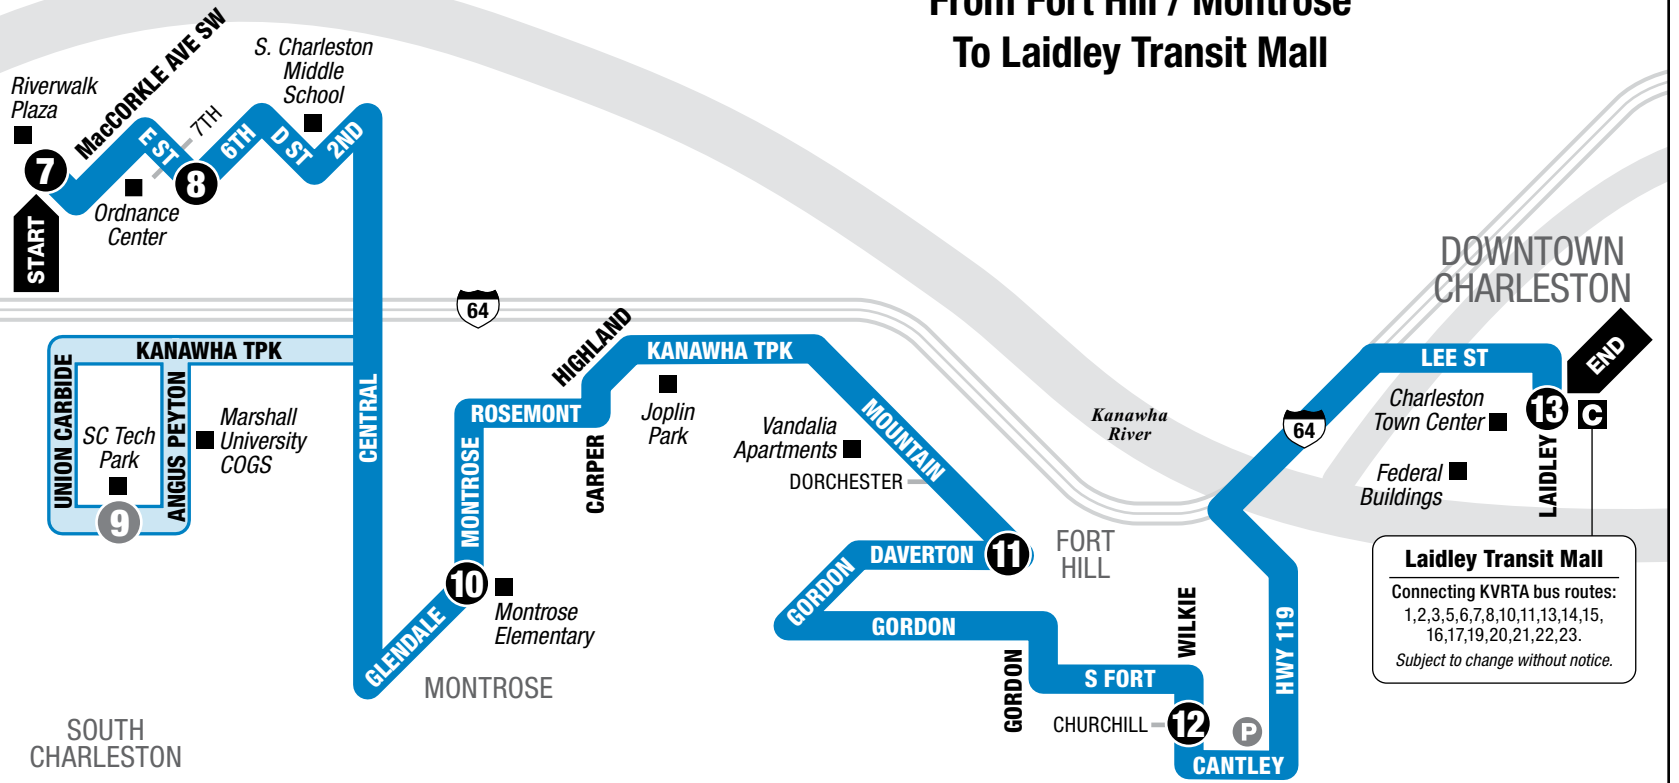 From Fort Hill / Montrose
To Laidley Transit Mall
MacCORKLE AVE SW
S. Charleston
Middle
School
Riverwalk
Plaza
7
START
E ST
7TH
8
6TH
D ST
2ND
Ordnance
Center
64
KANAWHA TPK
UNION CARBIDE
SC Tech
Park
9
ANGUS PEYTON
Marshall
University
COGS
CENTRAL
GLENDALE
10
MONTROSE
Montrose
Elementary
MONTROSE
SOUTH
CHARLESTON
ROSEMONT
CARPER
HIGHLAND
KANAWHA TPK
Joplin
Park
Vandalia
Apartments
DORCHESTER
MOUNTAIN
11
FORT
HILL
DAVERTON
GORDON
GORDON
GORDON
S FORT
WILKIE
CHURCHILL
12
P
CANTLEY
HWY 119
Kanawha
River
64
LEE ST
DOWNTOWN
CHARLESTON
END
13
C
LAIDLEY
Charleston
Town Center
Federal
Buildings
Laidley Transit Mall
Connecting KVRTA bus routes:
1,2,3,5,6,7,8,10,11,13,14,15,
16,17,19,20,21,22,23.
Subject to change without notice.